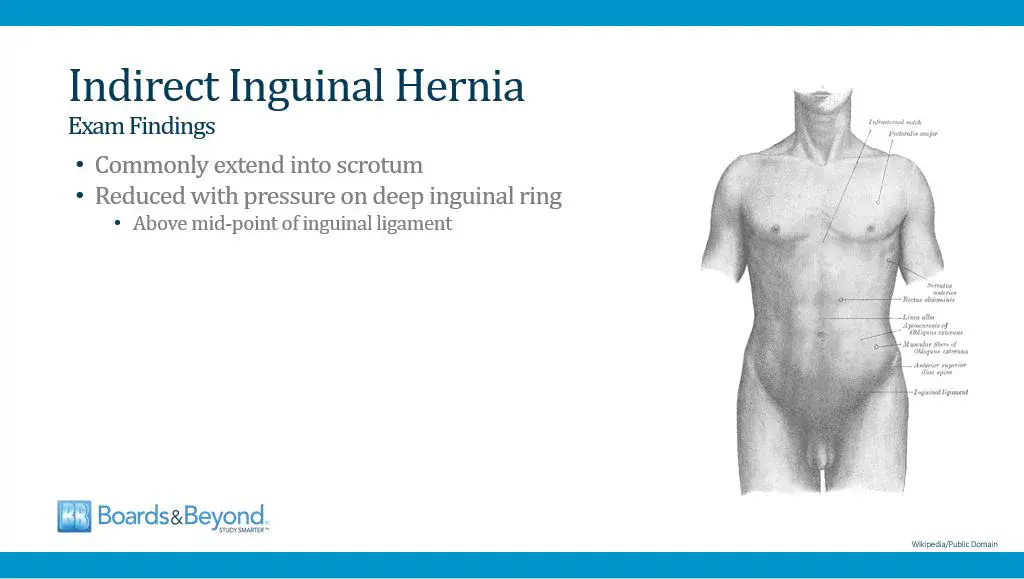 Indirect Inguinal Hernia
Exam Findings
• Commonly extend into scrotum
• Reduced with pressure on deep inguinal ring
• Above mid-point of inguinal ligament
Infrasternal notch
Pectoralis major
Serratus
anterior
Rectus abdominis
Linea alba
Aponeurosis of
Obliquus externus
Muscular fibres of
Obliquus externus
Anterior superior
iliac spine
Inguinal ligament
BB Boards&Beyond.
STUDY SMARTER™
Wikipedia/Public Domain